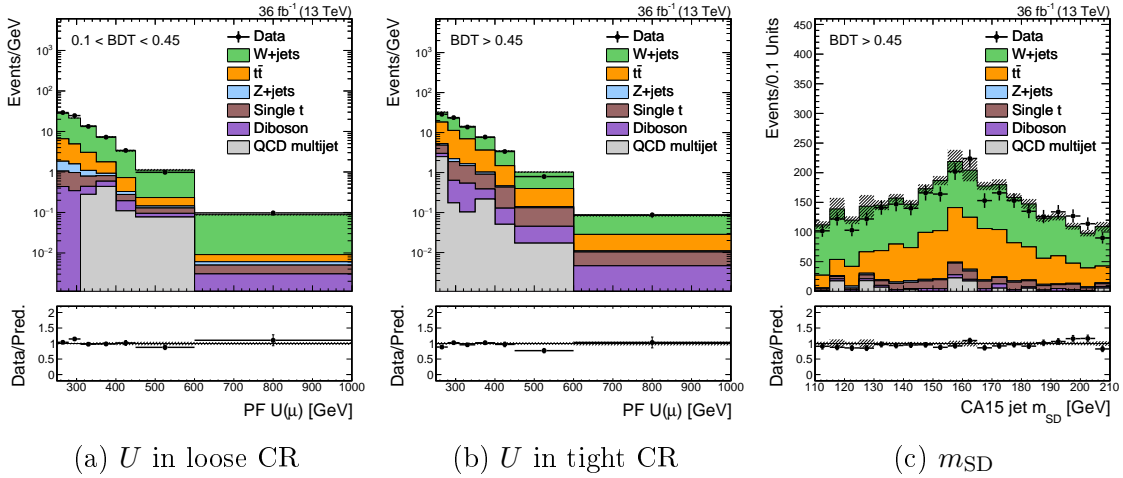 36 fb⁻¹ (13 TeV)
0.1 < BDT < 0.45
Data
W+jets
tt̄
Z+jets
Single t
Diboson
QCD multijet
Events/GeV
10³
10²
10
1
10⁻¹
10⁻²
Data/Pred.
2
1.5
1
0.5
0
300 400 500 600 700 800 900 1000
PF U(μ) [GeV]
(a) U in loose CR
36 fb⁻¹ (13 TeV)
BDT > 0.45
Data
W+jets
tt̄
Z+jets
Single t
Diboson
QCD multijet
Events/GeV
10³
10²
10
1
10⁻¹
10⁻²
Data/Pred.
2
1.5
1
0.5
0
300 400 500 600 700 800 900 1000
PF U(μ) [GeV]
(b) U in tight CR
36 fb⁻¹ (13 TeV)
BDT > 0.45
Data
W+jets
tt̄
Z+jets
Single t
Diboson
QCD multijet
Events/0.1 Units
450
400
350
300
250
200
150
100
50
0
Data/Pred.
2
1.5
1
0.5
0
110 120 130 140 150 160 170 180 190 200 210
CA15 jet m_SD [GeV]
(c) m_SD